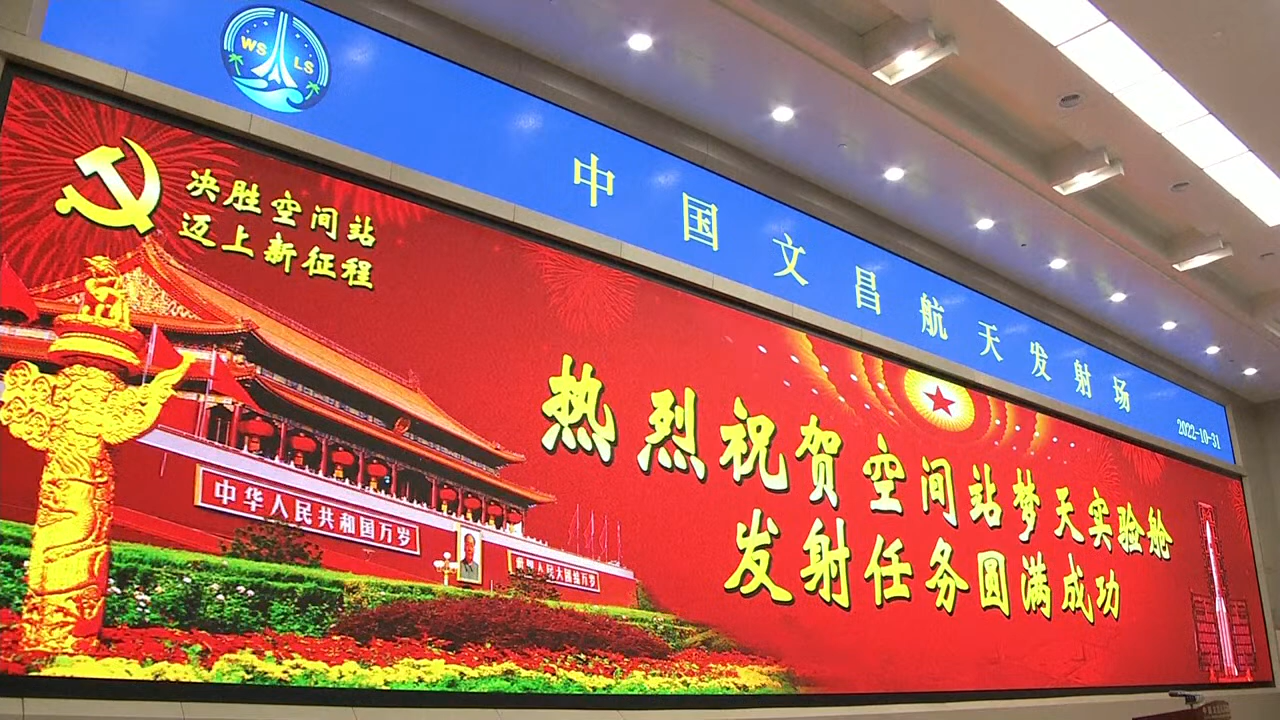 WS
LS
中国文昌航天发射场
2022-10-31
决胜空间站
迈上新征程
热烈祝贺空间站梦天实验舱
发射任务圆满成功
中华人民共和国万岁
世界人民大团结万岁